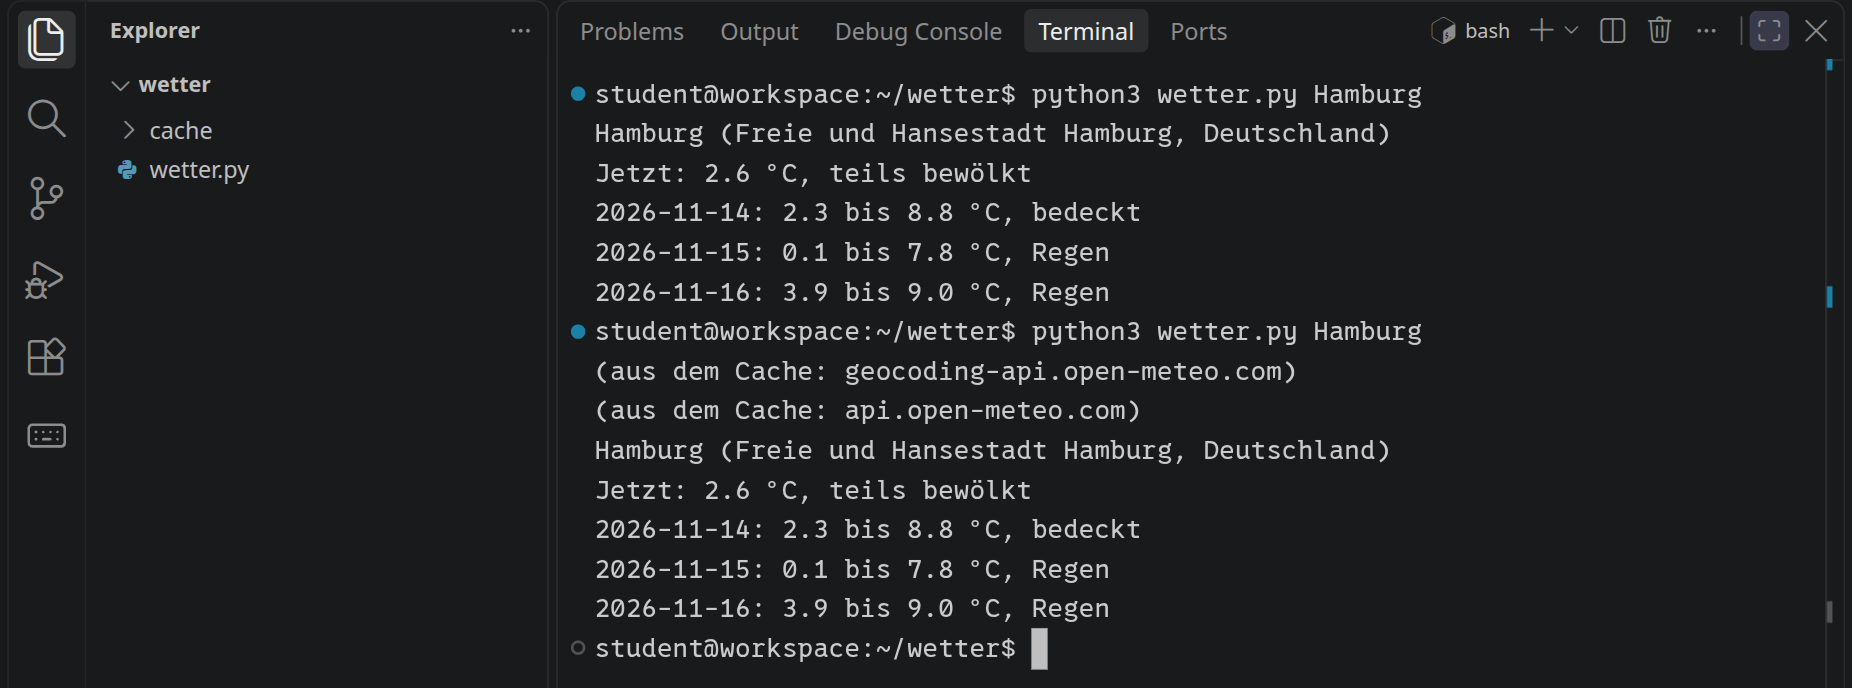 Explorer
wetter
cache
wetter.py
Problems Output Debug Console Terminal Ports
bash
student@workspace:~/wetter$ python3 wetter.py Hamburg
Hamburg (Freie und Hansestadt Hamburg, Deutschland)
Jetzt: 2.6 °C, teils bewölkt
2026-11-14: 2.3 bis 8.8 °C, bedeckt
2026-11-15: 0.1 bis 7.8 °C, Regen
2026-11-16: 3.9 bis 9.0 °C, Regen
student@workspace:~/wetter$ python3 wetter.py Hamburg
(aus dem Cache: geocoding-api.open-meteo.com)
(aus dem Cache: api.open-meteo.com)
Hamburg (Freie und Hansestadt Hamburg, Deutschland)
Jetzt: 2.6 °C, teils bewölkt
2026-11-14: 2.3 bis 8.8 °C, bedeckt
2026-11-15: 0.1 bis 7.8 °C, Regen
2026-11-16: 3.9 bis 9.0 °C, Regen
student@workspace:~/wetter$